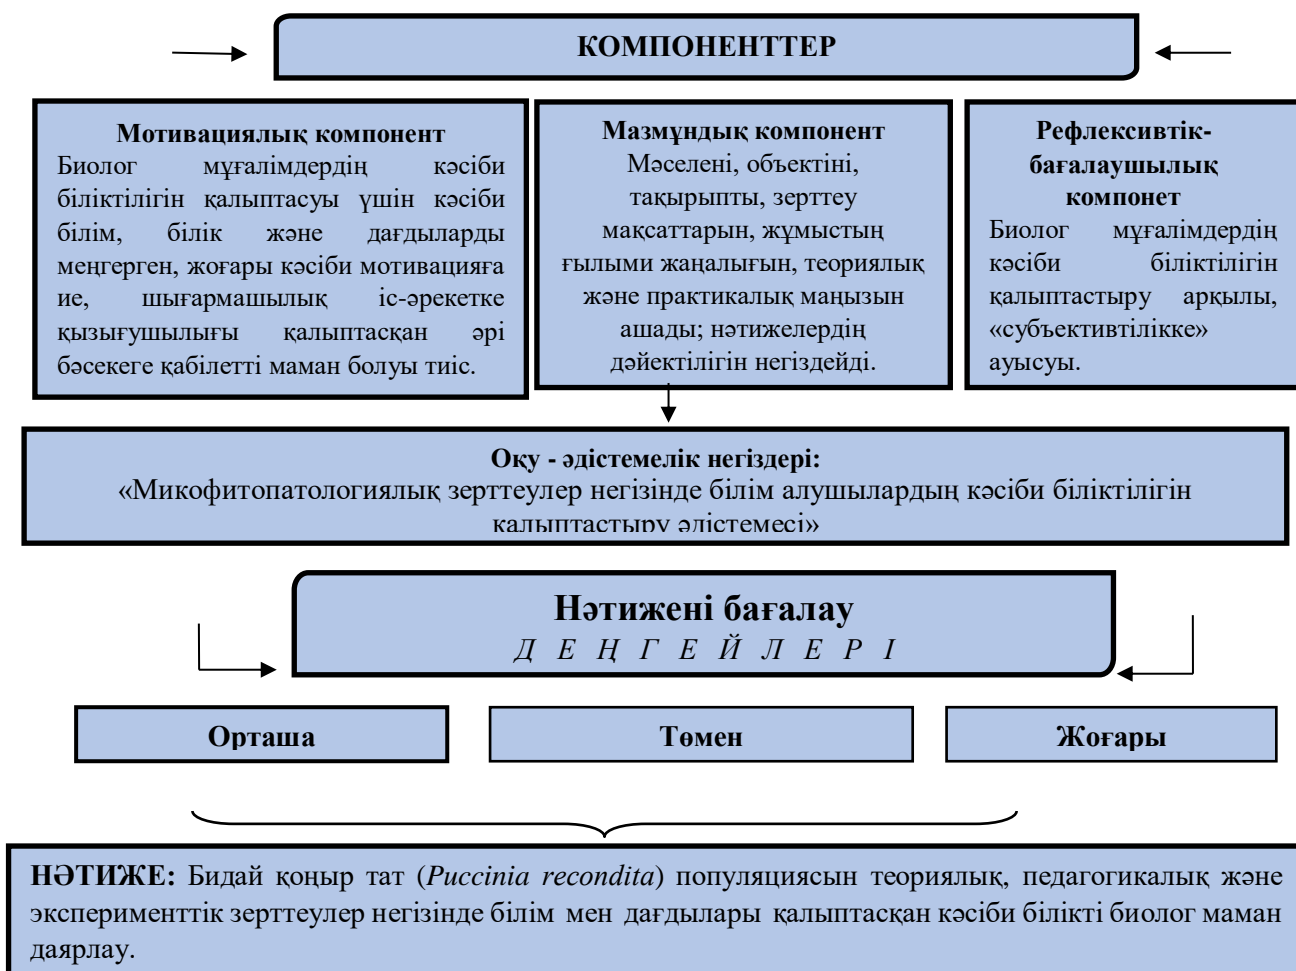 КОМПОНЕНТТЕР
Мотивациялық компонент
Биолог мұғалімдердің кәсіби
біліктілігін қалыптасуы үшін кәсіби
білім, білік және дағдыларды
меңгерген, жоғары кәсіби мотивацияға
ие, шығармашылық іс-әрекетке
қызығушылығы қалыптасқан әрі
бәсекеге қабілетті маман болуы тиіс.
Мазмұндық компонент
Мәселені, объектіні,
тақырыпты, зерттеу
мақсаттарын, жұмыстың
ғылыми жаңалығын, теориялық
және практикалық маңызын
ашады; нәтижелердің
дәйектілігін негіздейді.
Рефлексивтік-
бағалаушылық
компонет
Биолог мұғалімдердің
кәсіби біліктілігін
қалыптастыру арқылы,
«субъективтілікке»
ауысуы.
Оқу - әдістемелік негіздері:
«Микофитопатологиялық зерттеулер негізінде білім алушылардың кәсіби біліктілігін
қалыптастыру әдістемесі»
Нәтижені бағалау
Д Е Ң Г Е Й Л Е Р І
Орташа
Төмен
Жоғары
НӘТИЖЕ: Бидай қоңыр тат (Puccinia recondita) популяциясын теориялық, педагогикалық және
эксперименттік зерттеулер негізінде білім мен дағдылары қалыптасқан кәсіби білікті биолог маман
даярлау.